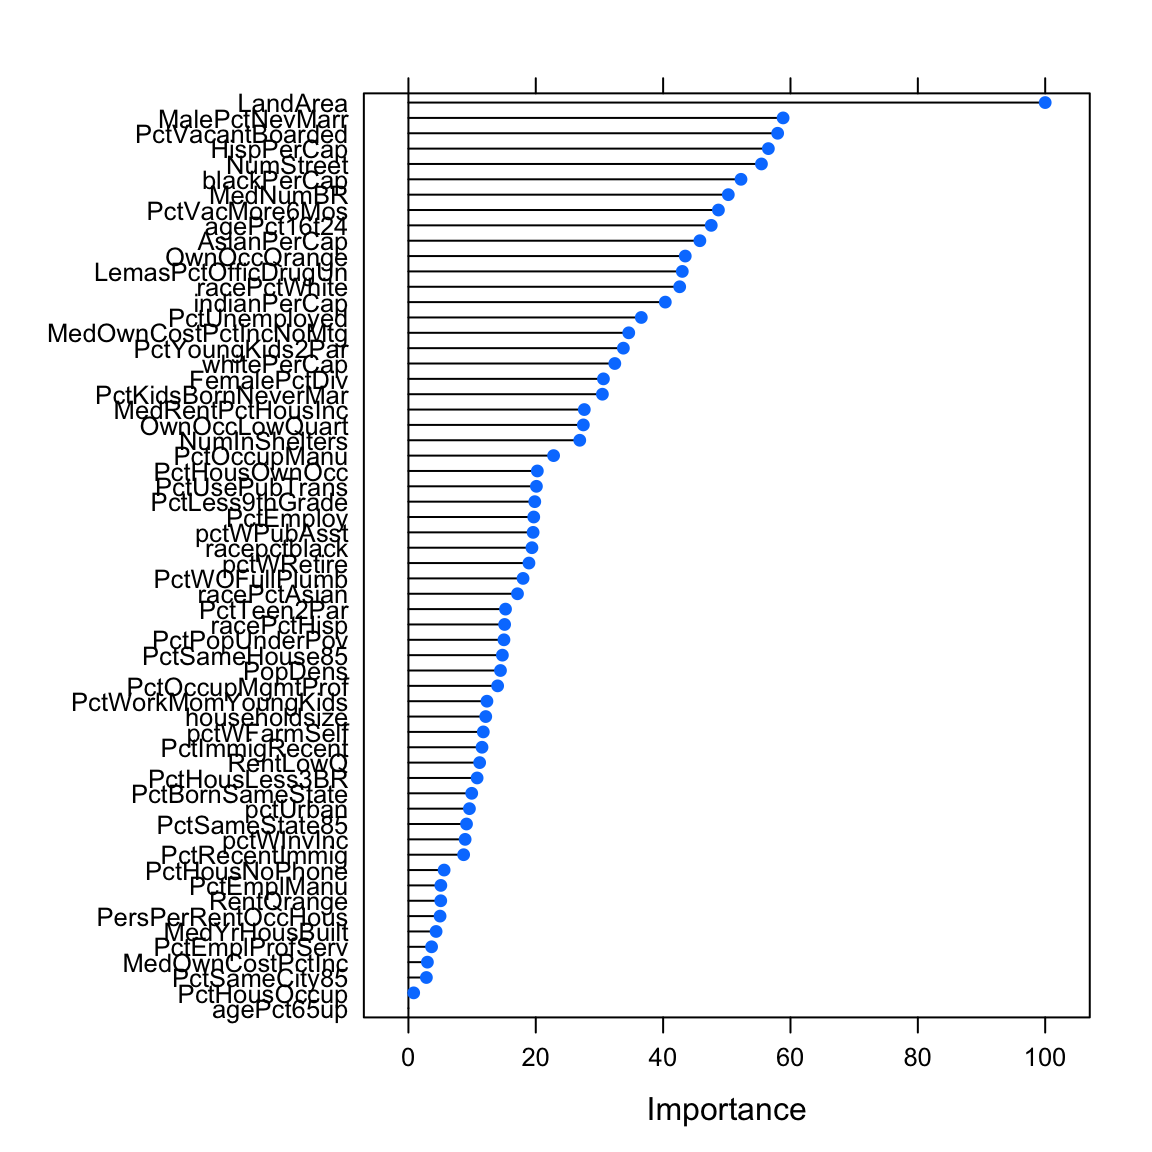 LandArea
MalePctNevMarr
PctVacantBoarded
HispPerCap
NumStreet
blackPerCap
MedNumBR
PctVacMore6Mos
agePct16t24
AsianPerCap
OwnOccQrange
LemasPctOfficDrugUn
racePctWhite
indianPerCap
PctUnemployed
MedOwnCostPctIncNoMtg
PctYoungKids2Par
whitePerCap
FemalePctDiv
PctKidsBornNeverMar
MedRentPctHousInc
OwnOccLowQuart
NumInShelters
PctOccupManu
PctHousOwnOcc
PctUsePubTrans
PctLess9thGrade
PctEmploy
pctWPubAsst
racepctblack
pctWRetire
PctWOFullPlumb
racePctAsian
PctTeen2Par
racePctHisp
PctPopUnderPov
PctSameHouse85
PopDens
PctOccupMgmtProf
PctWorkMomYoungKids
householdsize
pctWFarmSelf
PctImmigRecent
RentLowQ
PctHousLess3BR
PctBornSameState
pctUrban
PctSameState85
pctWInvInc
PctRecentImmig
PctHousNoPhone
PctEmplManu
RentQrange
PersPerRentOccHous
MedYrHousBuilt
PctEmplProfServ
MedOwnCostPctInc
PctSameCity85
PctHousOccup
agePct65up
0 20 40 60 80 100
Importance